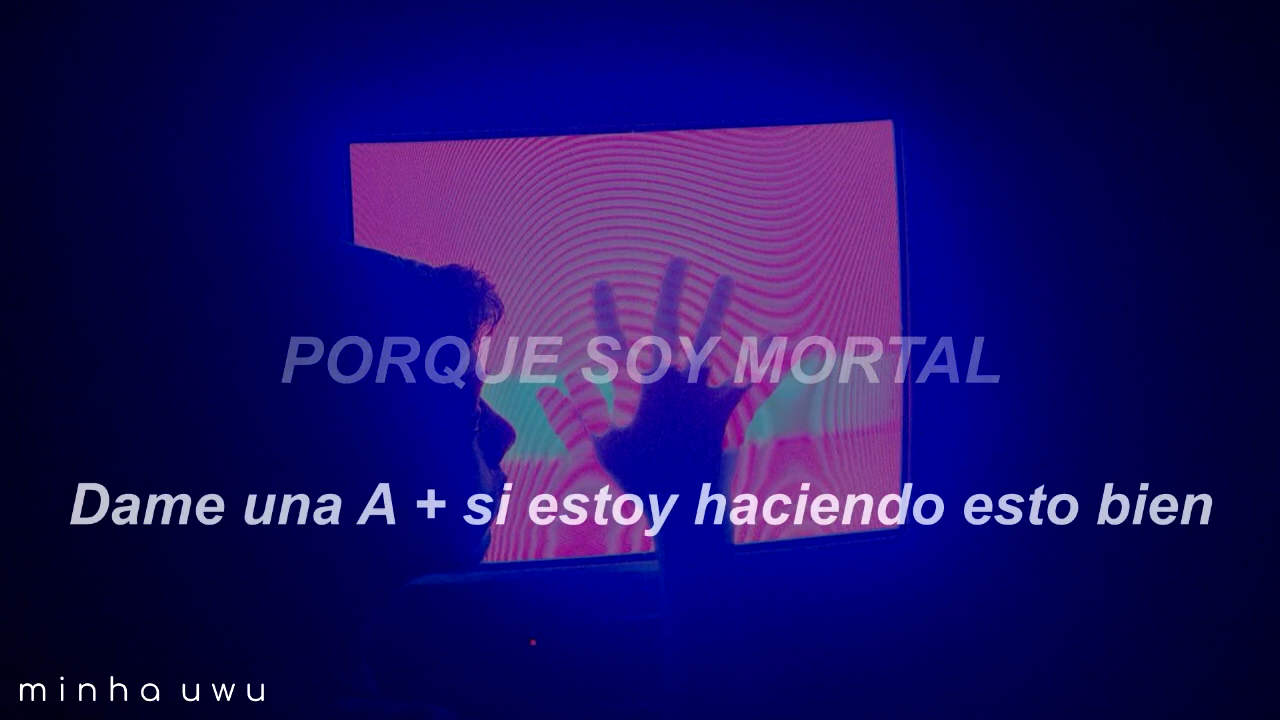 PORQUE SOY MORTAL
Dame una A + si estoy haciendo esto bien
minha uwu